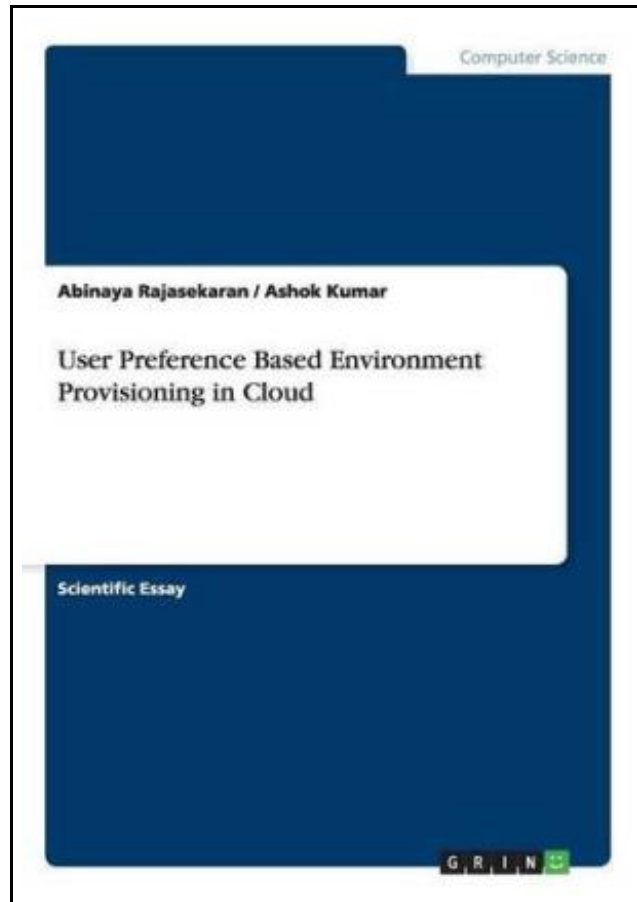 Computer Science
Abinaya Rajasekaran / Ashok Kumar
User Preference Based Environment
Provisioning in Cloud
Scientific Essay
GRIN